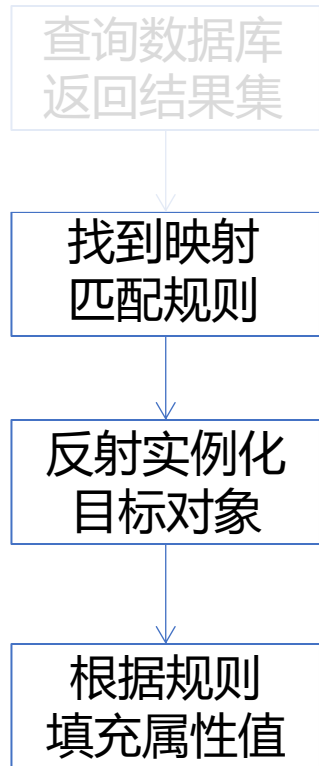 查询数据库
返回结果集
找到映射
匹配规则
反射实例化
目标对象
根据规则
填充属性值